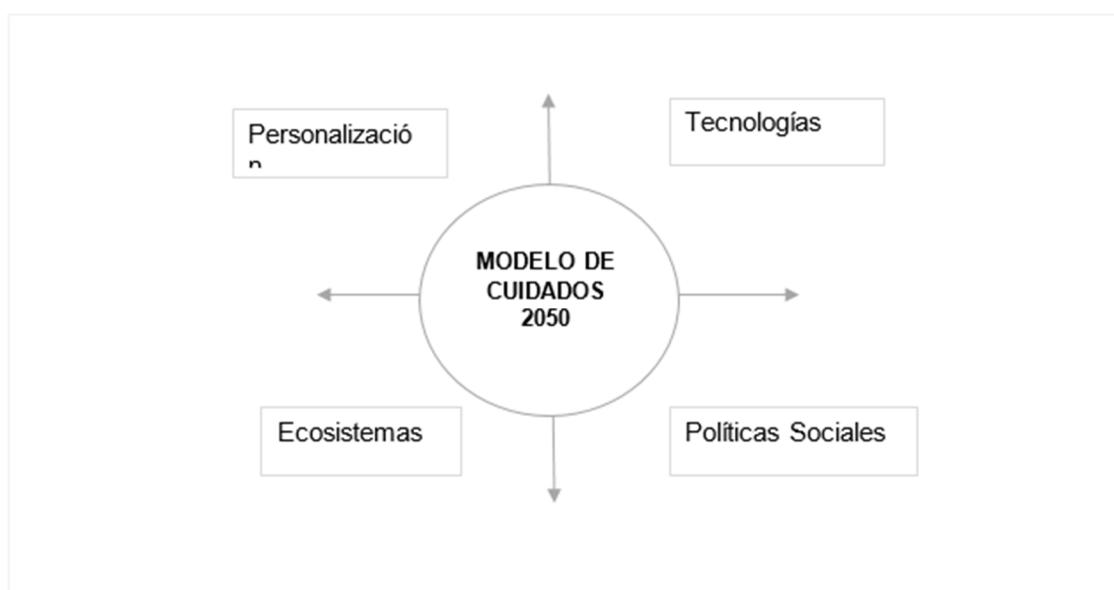 Personalizació
n
Tecnologías
MODELO DE
CUIDADOS
2050
Ecosistemas
Políticas Sociales